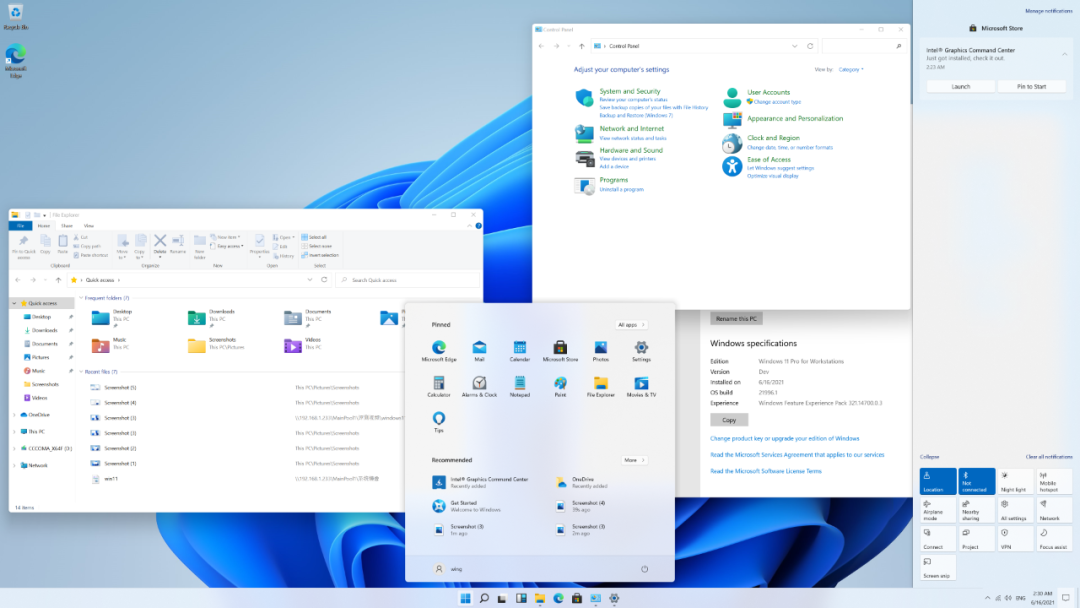 Recycle Bin
Microsoft Edge
File Explorer
File
Home
Share
View
Pin to Quick access
Copy
Paste
Cut
Copy path
Paste shortcut
Move to
Copy to
Delete
Rename
New folder
New item
Easy access
Properties
Open
Edit
History
Select all
Select none
Invert selection
Clipboard
Organize
New
Open
Select
Quick access
Search Quick access
Quick access
Desktop
Downloads
Documents
Pictures
Music
Screenshots
Videos
OneDrive
This PC
Network
Frequent folders (7)
Desktop
This PC
Downloads
This PC
Documents
This PC
Music
This PC
Screenshots
This PC\Pictures
Videos
This PC
Recent files (7)
Screenshot (5)
This PC\Pictures\Screenshots
Screenshot (4)
This PC\Pictures\Screenshots
Screenshot (3)
This PC\Pictures\Screenshots
Screenshot (2)
This PC\Pictures\Screenshots
Screenshot (1)
This PC\Pictures\Screenshots
win11
14 items
Control Panel
Control Panel
Adjust your computer's settings
View by: Category
System and Security
Review your computer's status
Save backup copies of your files with File History
Backup and Restore (Windows 7)
Network and Internet
View network status and tasks
Hardware and Sound
View devices and printers
Add a device
Programs
Uninstall a program
User Accounts
Change account type
Appearance and Personalization
Clock and Region
Change date, time, or number formats
Ease of Access
Let Windows suggest settings
Optimize visual display
Rename this PC
Windows specifications
Edition Windows 11 Pro for Workstations
Version Dev
Installed on 6/16/2021
OS build 21996.1
Experience Windows Feature Experience Pack 321.14700.0.3
Copy
Change product key or upgrade your edition of Windows
Read the Microsoft Services Agreement that applies to our services
Read the Microsoft Software License Terms
Pinned
All apps
Microsoft Edge
Mail
Calendar
Microsoft Store
Photos
Settings
Calculator
Alarms & Clock
Notepad
Paint
File Explorer
Movies & TV
Tips
Recommended
More
Intel® Graphics Command Center
Recently added
OneDrive
Recently added
Get Started
Welcome to Windows
Screenshot (4)
39s ago
Screenshot (3)
1m ago
Screenshot (3)
2m ago
wing
Manage notifications
Microsoft Store
Intel® Graphics Command Center
Just got installed, check it out.
2:23 AM
Launch
Pin to Start
Collapse
Clear all notifications
Location
Not connected
Night light
Mobile hotspot
Airplane mode
Nearby sharing
All settings
Network
Connect
Project
VPN
Focus assist
Screen snip
ENG
2:30 AM
6/16/2021